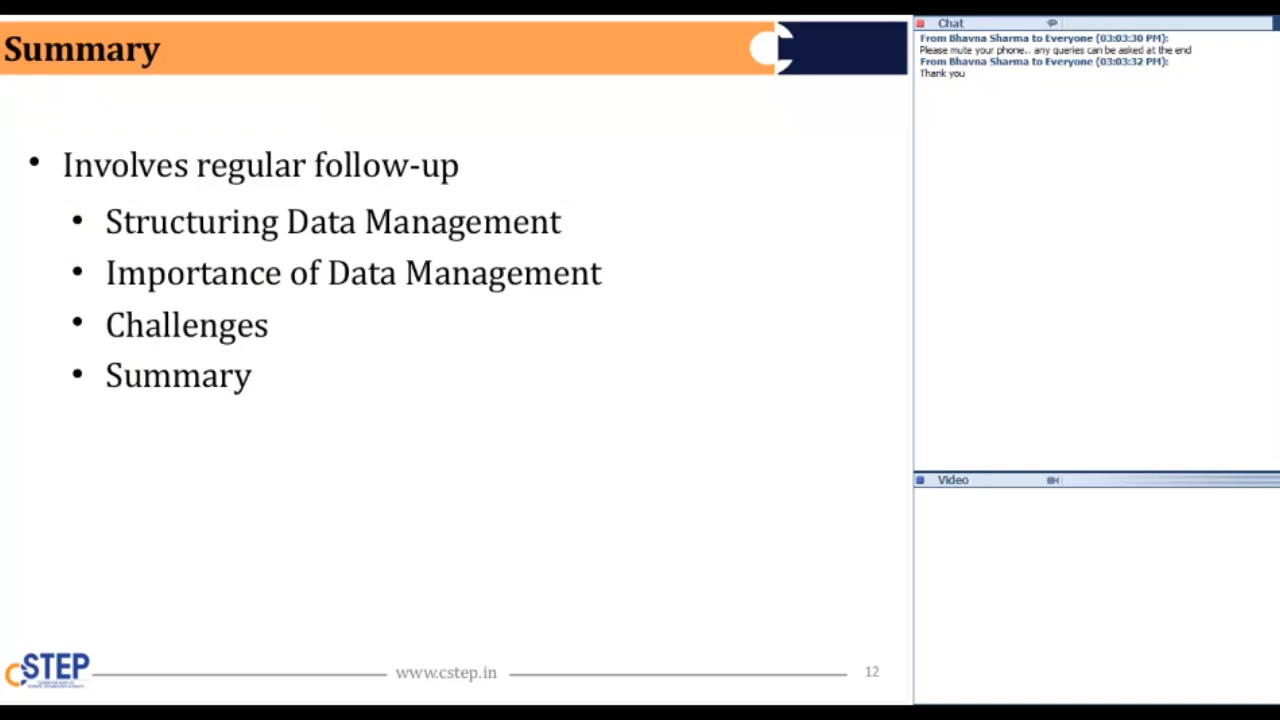 Summary
• Involves regular follow-up
• Structuring Data Management
• Importance of Data Management
• Challenges
• Summary
CSTEP
www.cstep.in
12
Chat
From Bhavna Sharma to Everyone (03:03:30 PM):
Please mute your phone.. any queries can be asked at the end
From Bhavna Sharma to Everyone (03:03:32 PM):
Thank you
Video